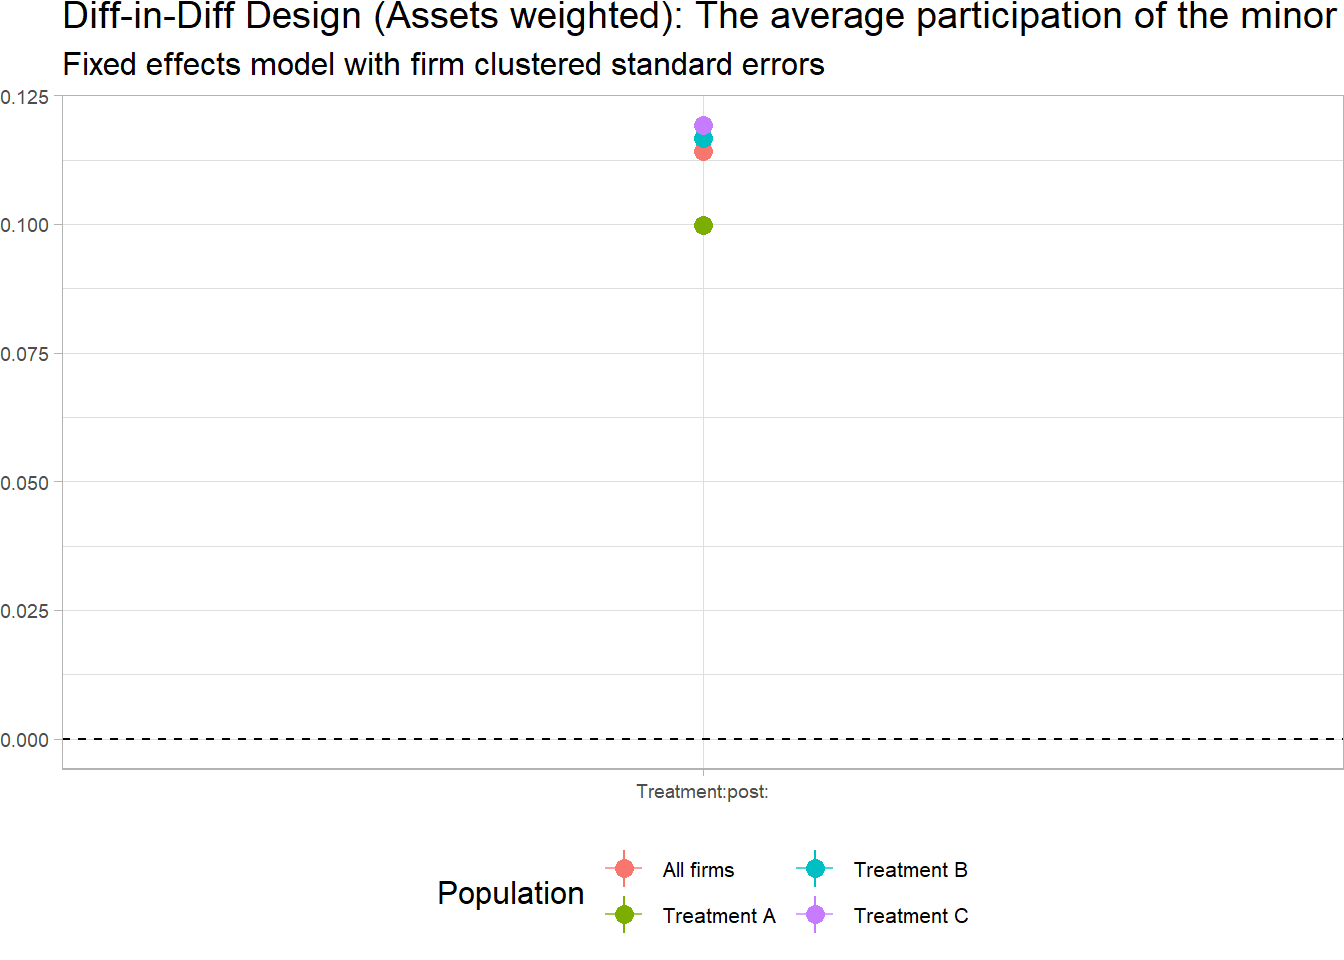 Diff-in-Diff Design (Assets weighted): The average participation of the minor
Fixed effects model with firm clustered standard errors
0.125
0.100
0.075
0.050
0.025
0.000
Treatment:post:
Population
All firms
Treatment B
Treatment A
Treatment C